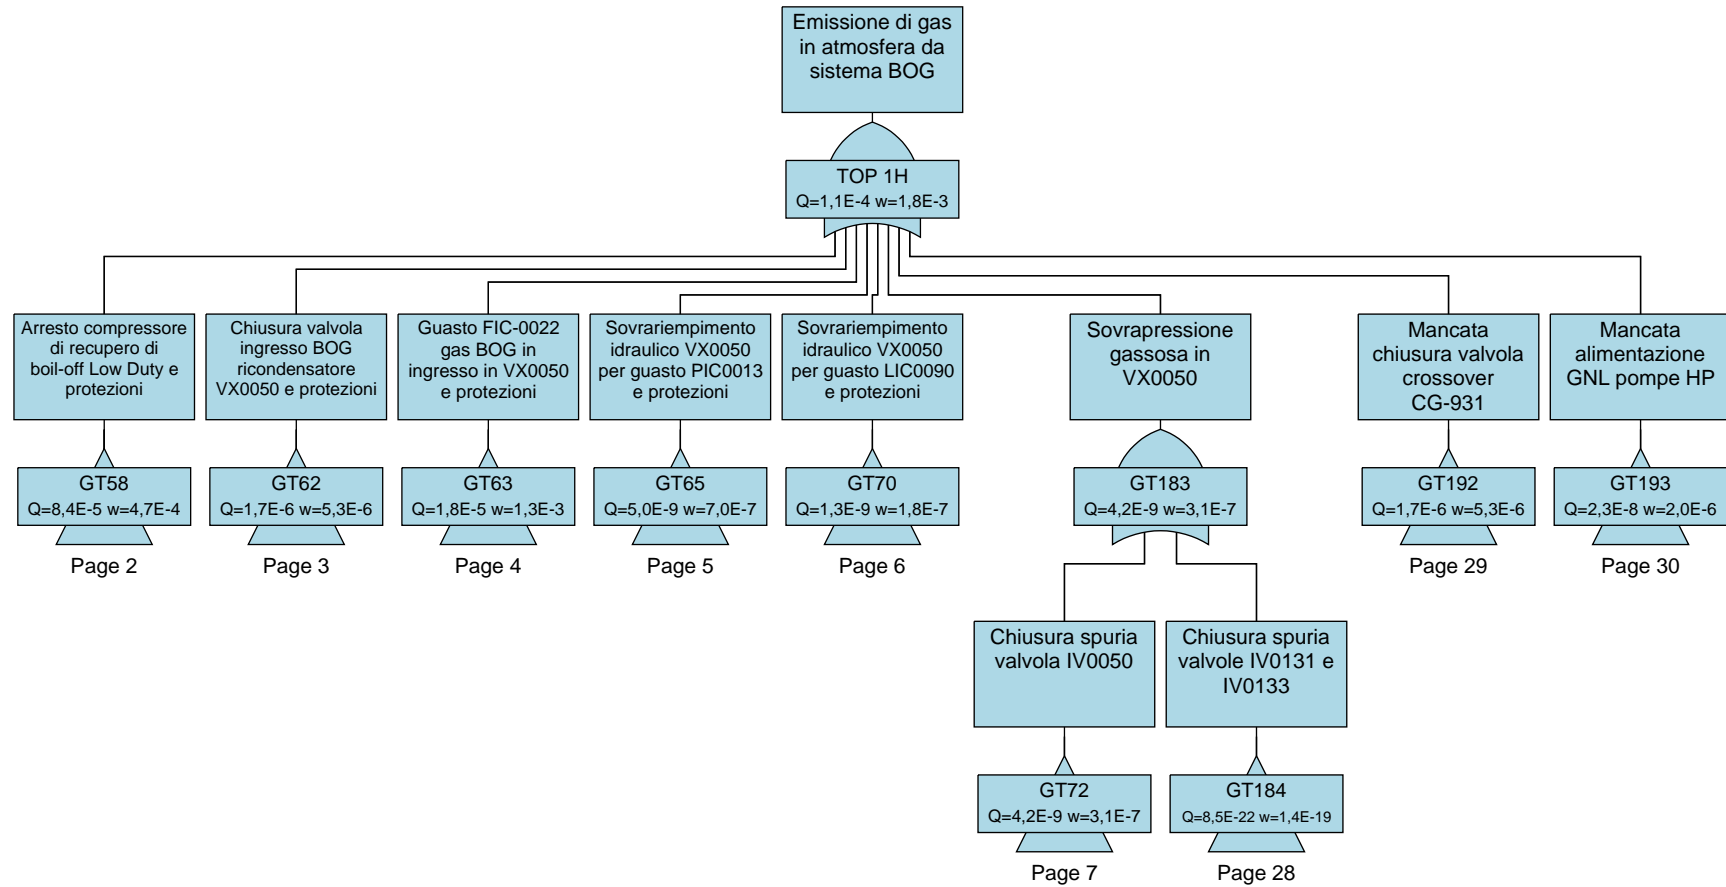 Emissione di gas
in atmosfera da
sistema BOG
TOP 1H
Q=1,1E-4 w=1,8E-3
Arresto compressore
di recupero di
boil-off Low Duty e
protezioni
GT58
Q=8,4E-5 w=4,7E-4
Page 2
Chiusura valvola
ingresso BOG
ricondensatore
VX0050 e protezioni
GT62
Q=1,7E-6 w=5,3E-6
Page 3
Guasto FIC-0022
gas BOG in
ingresso in VX0050
e protezioni
GT63
Q=1,8E-5 w=1,3E-3
Page 4
Sovrariempimento
idraulico VX0050
per guasto PIC0013
e protezioni
GT65
Q=5,0E-9 w=7,0E-7
Page 5
Sovrariempimento
idraulico VX0050
per guasto LIC0090
e protezioni
GT70
Q=1,3E-9 w=1,8E-7
Page 6
Sovrapressione
gassosa in
VX0050
GT183
Q=4,2E-9 w=3,1E-7
Mancata
chiusura valvola
crossover
CG-931
GT192
Q=1,7E-6 w=5,3E-6
Page 29
Mancata
alimentazione
GNL pompe HP
GT193
Q=2,3E-8 w=2,0E-6
Page 30
Chiusura spuria
valvola IV0050
GT72
Q=4,2E-9 w=3,1E-7
Page 7
Chiusura spuria
valvole IV0131 e
IV0133
GT184
Q=8,5E-22 w=1,4E-19
Page 28